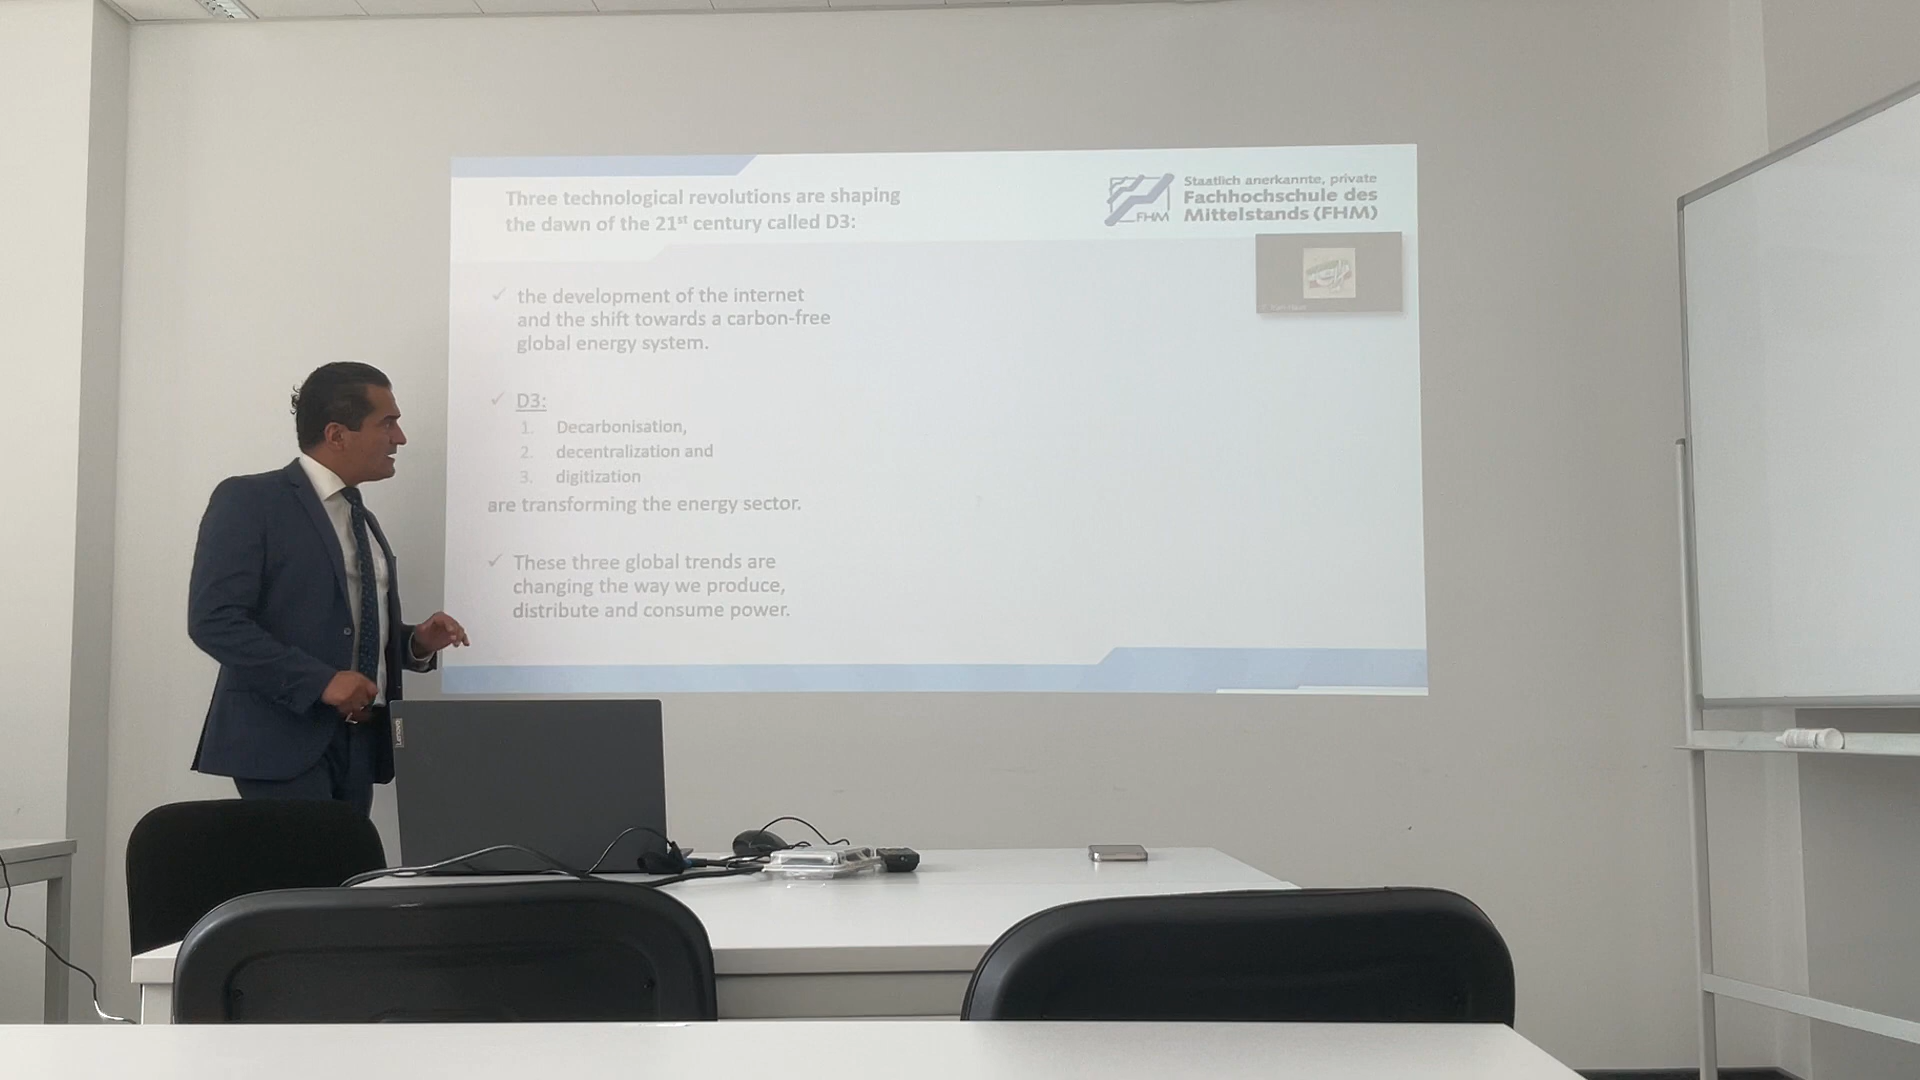 Three technological revolutions are shaping
the dawn of the 21st century called D3:
Staatlich anerkannte, private
Fachhochschule des
Mittelstands (FHM)
FHM
✓ the development of the internet
and the shift towards a carbon-free
global energy system.
✓ D3:
1. Decarbonisation,
2. decentralization and
3. digitization
are transforming the energy sector.
✓ These three global trends are
changing the way we produce,
distribute and consume power.
Lenovo